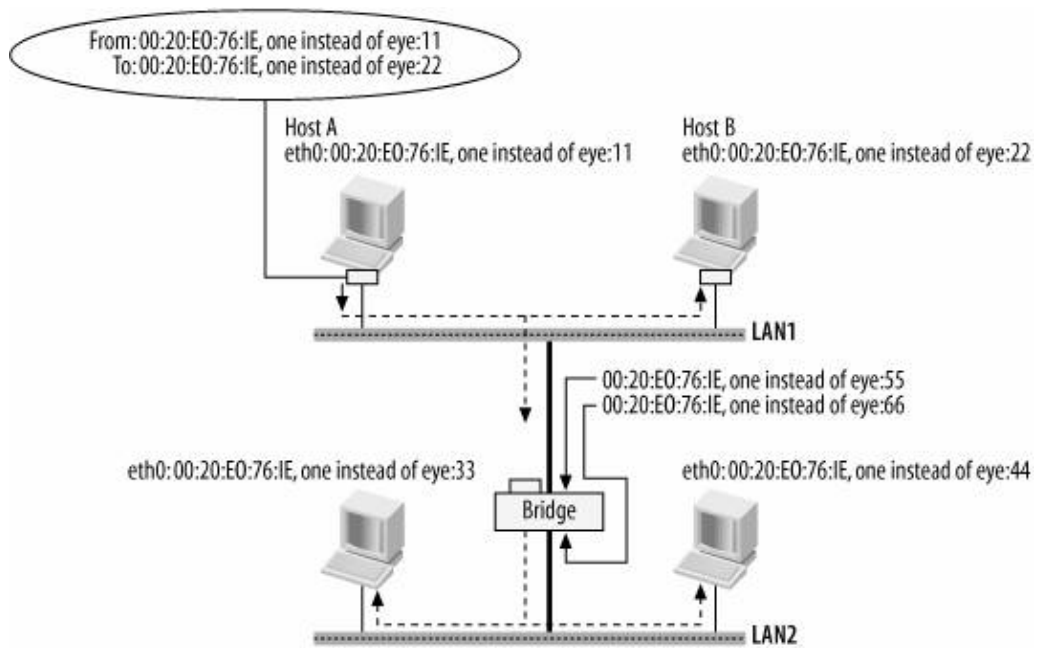 From: 00:20:E0:76:IE, one instead of eye:11
To: 00:20:E0:76:IE, one instead of eye:22
Host A
eth0: 00:20:E0:76:IE, one instead of eye:11
Host B
eth0: 00:20:E0:76:IE, one instead of eye:22
LAN1
00:20:E0:76:IE, one instead of eye:55
00:20:E0:76:IE, one instead of eye:66
eth0: 00:20:E0:76:IE, one instead of eye:33
eth0: 00:20:E0:76:IE, one instead of eye:44
Bridge
LAN2